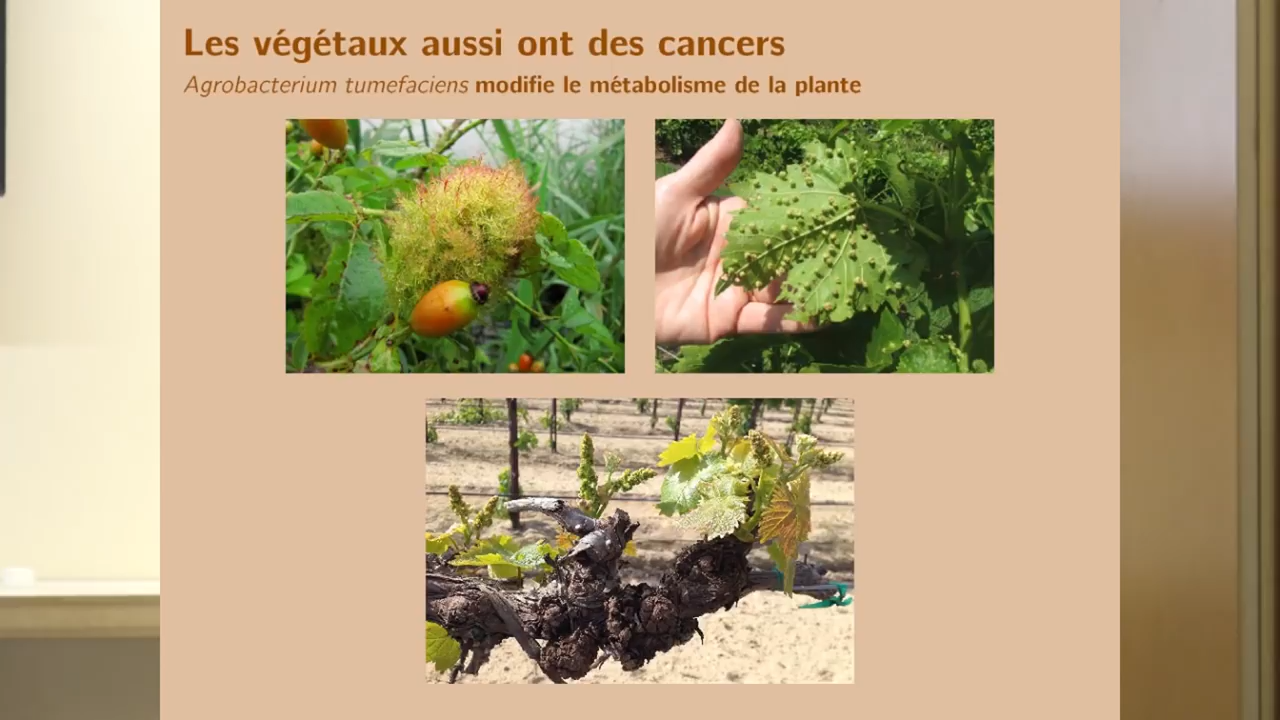 Les végétaux aussi ont des cancers
Agrobacterium tumefaciens modifie le métabolisme de la plante